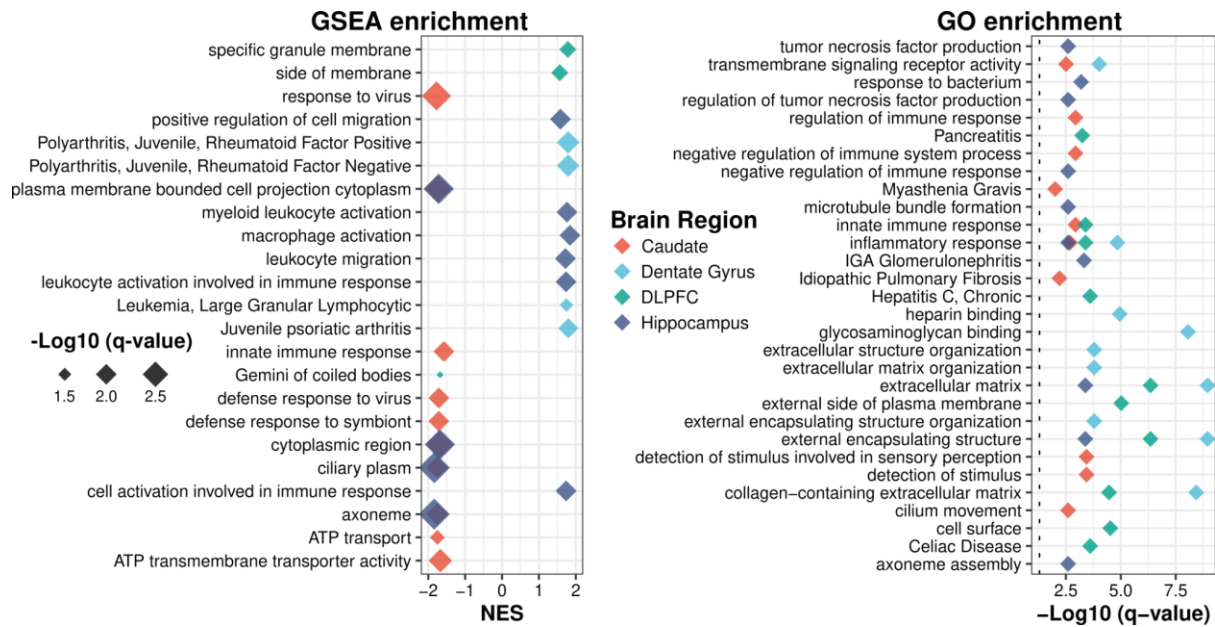 GSEA enrichment
specific granule membrane
side of membrane
response to virus
positive regulation of cell migration
Polyarthritis, Juvenile, Rheumatoid Factor Positive
Polyarthritis, Juvenile, Rheumatoid Factor Negative
plasma membrane bounded cell projection cytoplasm
myeloid leukocyte activation
macrophage activation
leukocyte migration
leukocyte activation involved in immune response
Leukemia, Large Granular Lymphocytic
Juvenile psoriatic arthritis
innate immune response
Gemini of coiled bodies
defense response to virus
defense response to symbiont
cytoplasmic region
ciliary plasm
cell activation involved in immune response
axoneme
ATP transport
ATP transmembrane transporter activity
−2 −1 0 1 2
NES
-Log10 (q-value)
1.5 2.0 2.5
Brain Region
Caudate
Dentate Gyrus
DLPFC
Hippocampus
GO enrichment
tumor necrosis factor production
transmembrane signaling receptor activity
response to bacterium
regulation of tumor necrosis factor production
regulation of immune response
Pancreatitis
negative regulation of immune system process
negative regulation of immune response
Myasthenia Gravis
microtubule bundle formation
innate immune response
inflammatory response
IGA Glomerulonephritis
Idiopathic Pulmonary Fibrosis
Hepatitis C, Chronic
heparin binding
glycosaminoglycan binding
extracellular structure organization
extracellular matrix organization
extracellular matrix
external side of plasma membrane
external encapsulating structure organization
external encapsulating structure
detection of stimulus involved in sensory perception
detection of stimulus
collagen−containing extracellular matrix
cilium movement
cell surface
Celiac Disease
axoneme assembly
2.5 5.0 7.5
−Log10 (q−value)